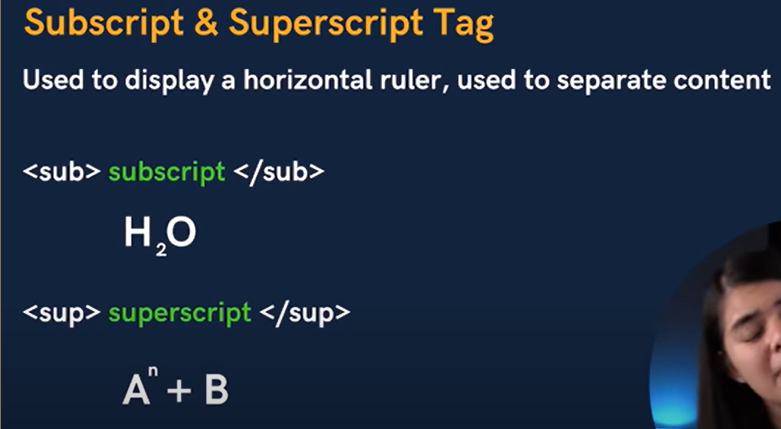 Subscript & Superscript Tag
Used to display a horizontal ruler, used to separate content
<sub> subscript </sub>
H₂O
<sup> superscript </sup>
Aⁿ + B